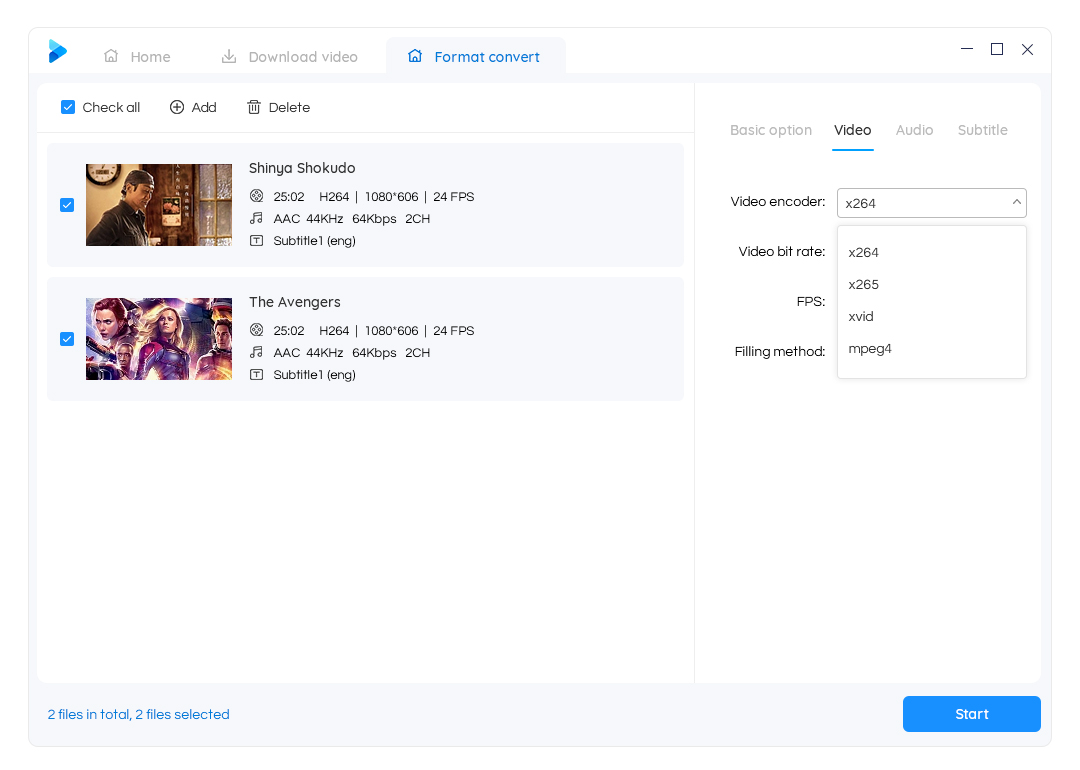 Home
Download video
Format convert
Check all
Add
Delete
Shinya Shokudo
25:02 H264 | 1080*606 | 24 FPS
AAC 44KHz 64Kbps 2CH
T Subtitle1 (eng)
The Avengers
25:02 H264 | 1080*606 | 24 FPS
AAC 44KHz 64Kbps 2CH
T Subtitle1 (eng)
Basic option
Video
Audio
Subtitle
Video encoder:
x264
x264
x265
xvid
mpeg4
Video bit rate:
FPS:
Filling method:
2 files in total, 2 files selected
Start